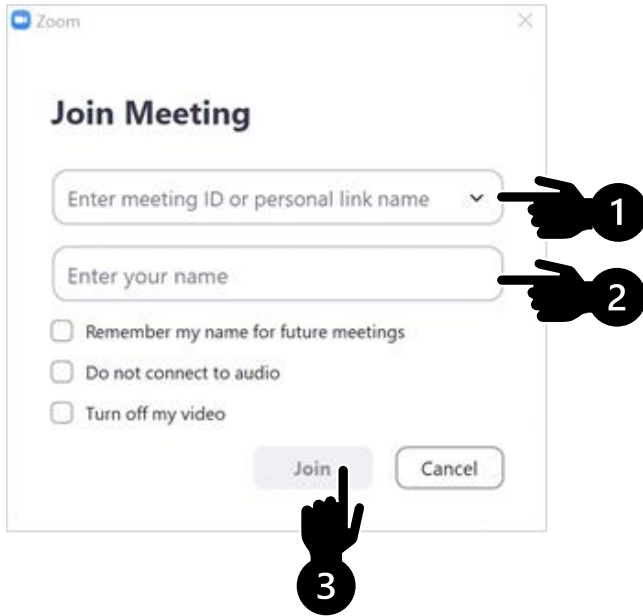 Zoom
Join Meeting
Enter meeting ID or personal link name
1
Enter your name
2
Remember my name for future meetings
Do not connect to audio
Turn off my video
Join
Cancel
3